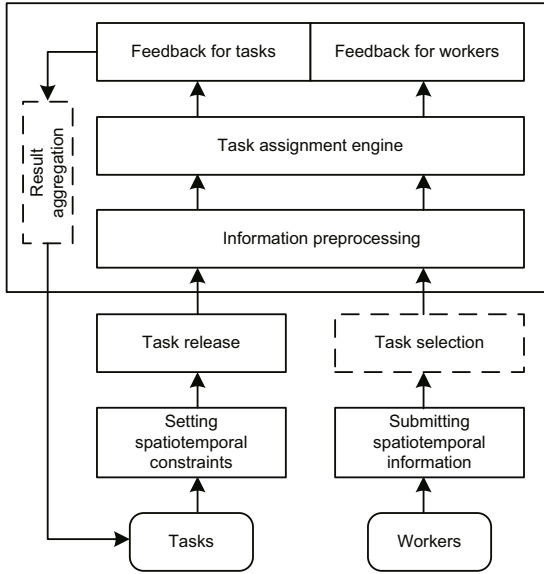 Feedback for tasks
Feedback for workers
Result
aggregation
Task assignment engine
Information preprocessing
Task release
Task selection
Setting
spatiotemporal
constraints
Submitting
spatiotemporal
information
Tasks
Workers